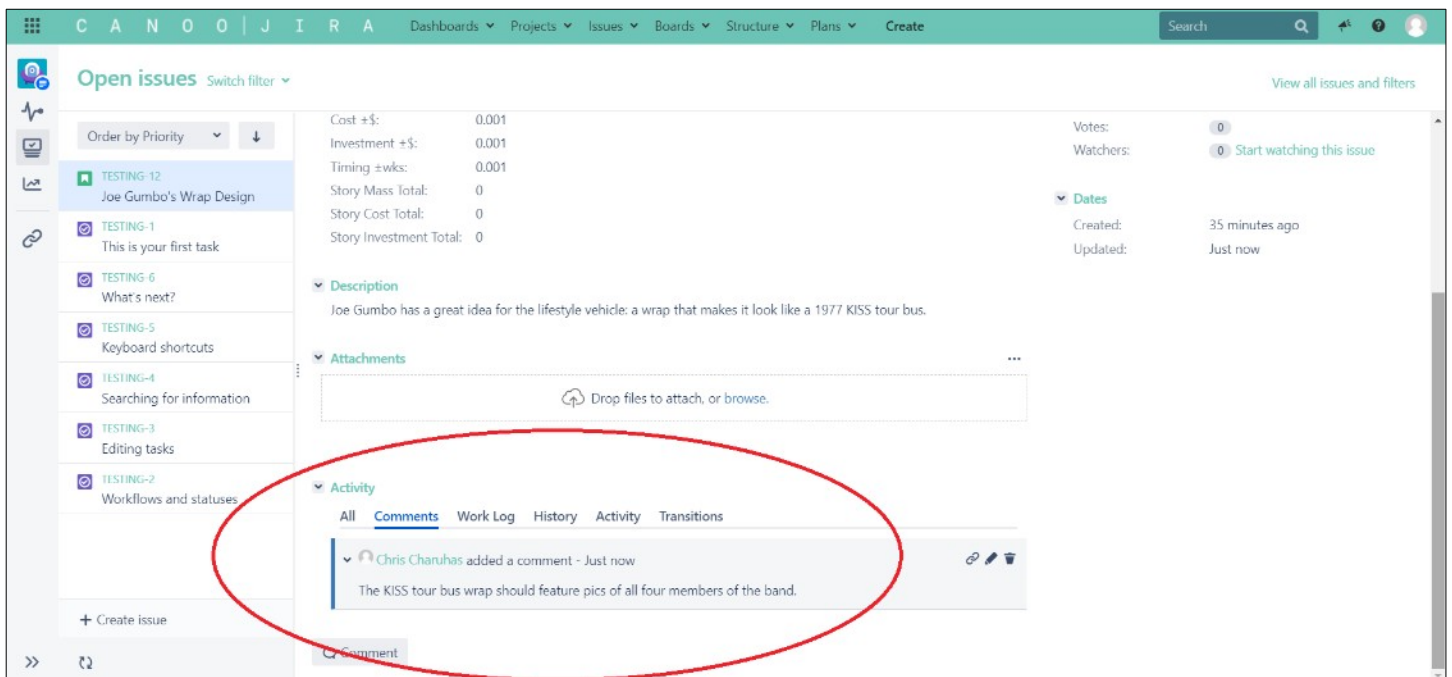 CANOO|JIRA Dashboards Projects Issues Boards Structure Plans Create Search
Open issues Switch filter View all issues and filters
Order by Priority
TESTING-12
Joe Gumbo's Wrap Design
TESTING-1
This is your first task
TESTING-6
What's next?
TESTING-5
Keyboard shortcuts
TESTING-4
Searching for information
TESTING-3
Editing tasks
TESTING-2
Workflows and statuses
+ Create issue
Cost ±$: 0.001
Investment ±$: 0.001
Timing ±wks: 0.001
Story Mass Total: 0
Story Cost Total: 0
Story Investment Total: 0
Description
Joe Gumbo has a great idea for the lifestyle vehicle: a wrap that makes it look like a 1977 KISS tour bus.
Attachments
Drop files to attach, or browse.
Activity
All Comments Work Log History Activity Transitions
Chris Charuhas added a comment - Just now
The KISS tour bus wrap should feature pics of all four members of the band.
Comment
Votes: 0
Watchers: 0 Start watching this issue
Dates
Created: 35 minutes ago
Updated: Just now